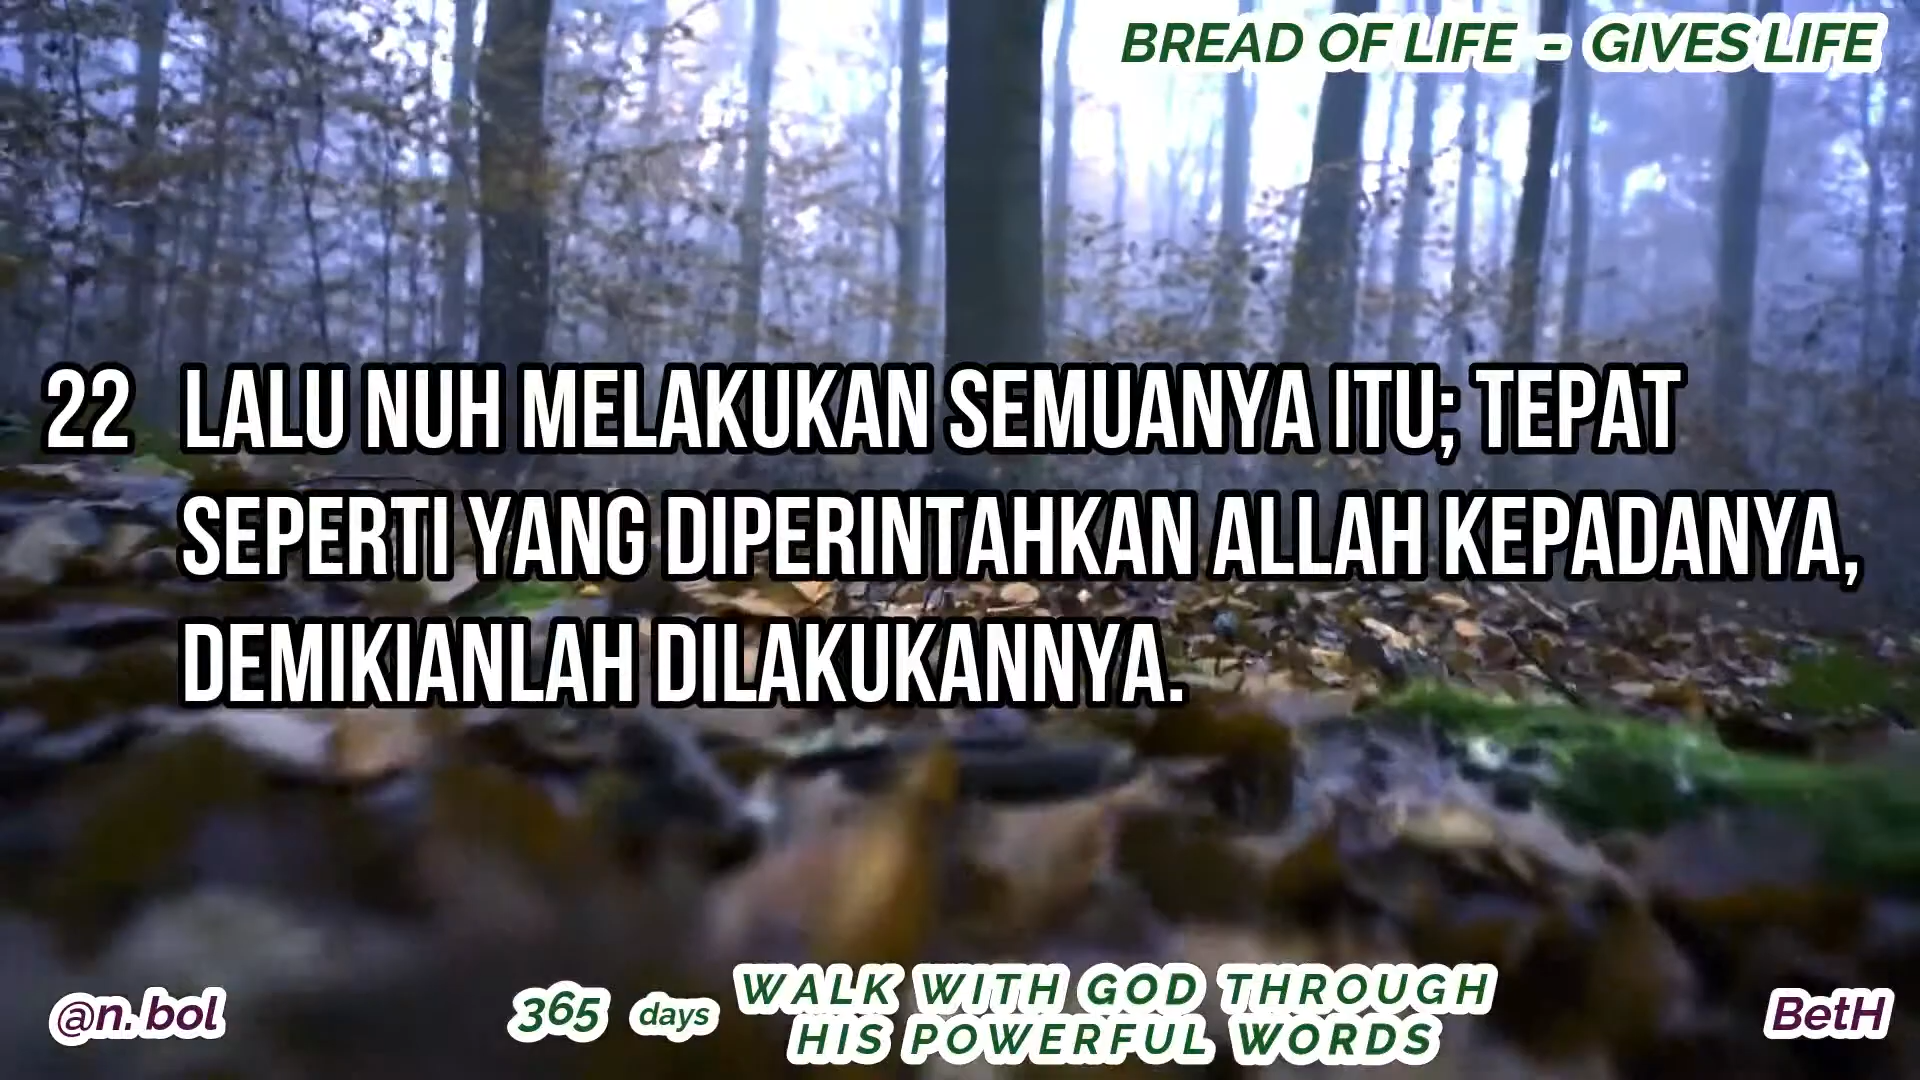 BREAD OF LIFE - GIVES LIFE
22 LALU NUH MELAKUKAN SEMUANYA ITU; TEPAT
SEPERTI YANG DIPERINTAHKAN ALLAH KEPADANYA,
DEMIKIANLAH DILAKUKANNYA.
@n.bol
365 days
WALK WITH GOD THROUGH
HIS POWERFUL WORDS
BetH